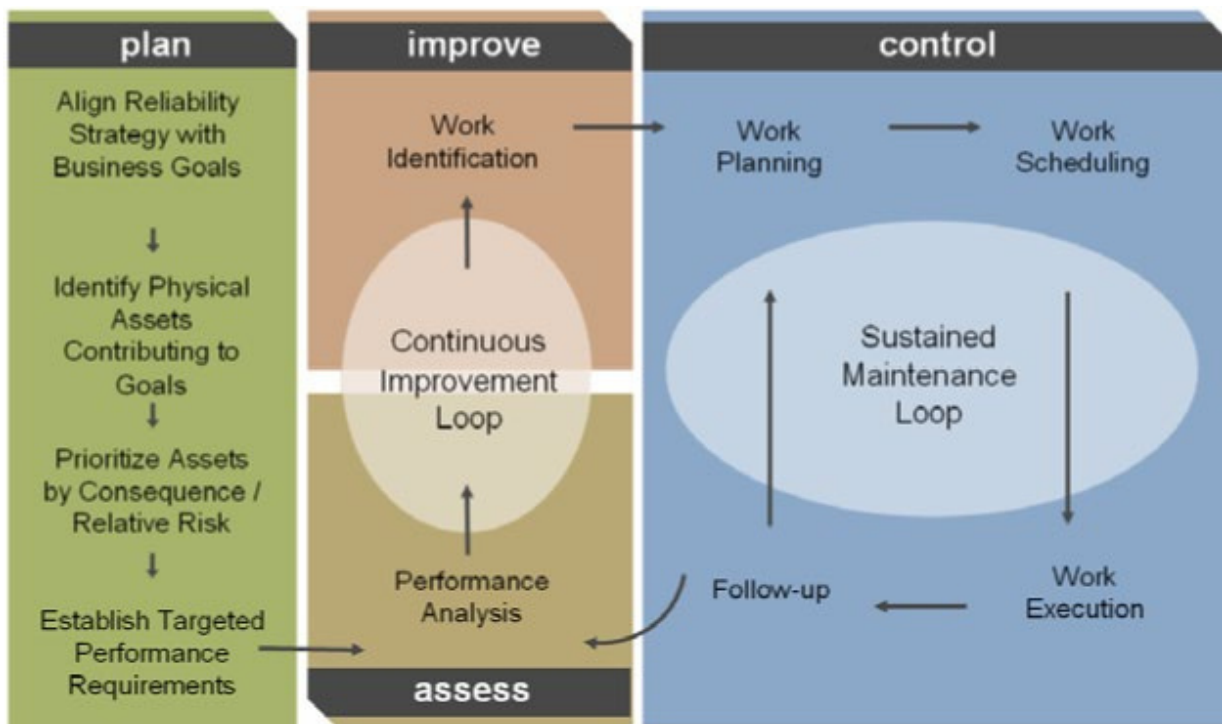 plan
Align Reliability
Strategy with
Business Goals
Identify Physical
Assets
Contributing to
Goals
Prioritize Assets
by Consequence /
Relative Risk
Establish Targeted
Performance
Requirements
improve
Work
Identification
Continuous
Improvement
Loop
Performance
Analysis
assess
control
Work
Planning
Work
Scheduling
Sustained
Maintenance
Loop
Follow-up
Work
Execution